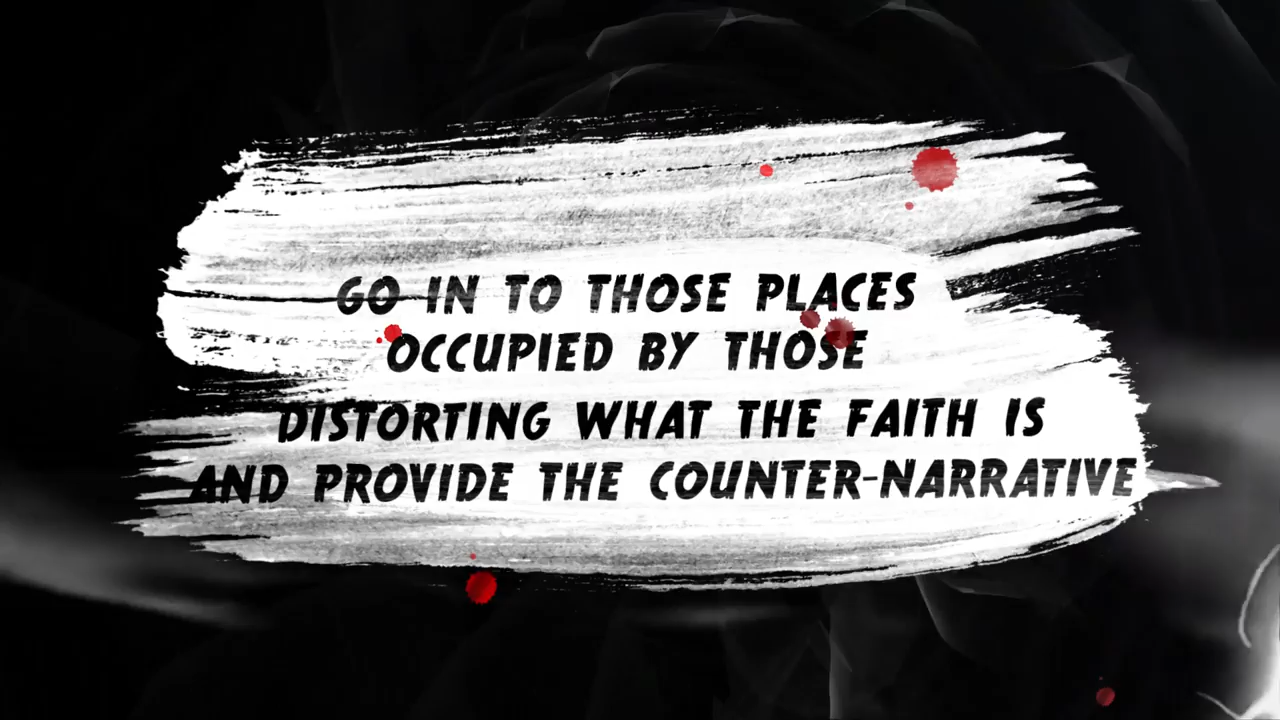 GO IN TO THOSE PLACES
OCCUPIED BY THOSE
DISTORTING WHAT THE FAITH IS
AND PROVIDE THE COUNTER-NARRATIVE